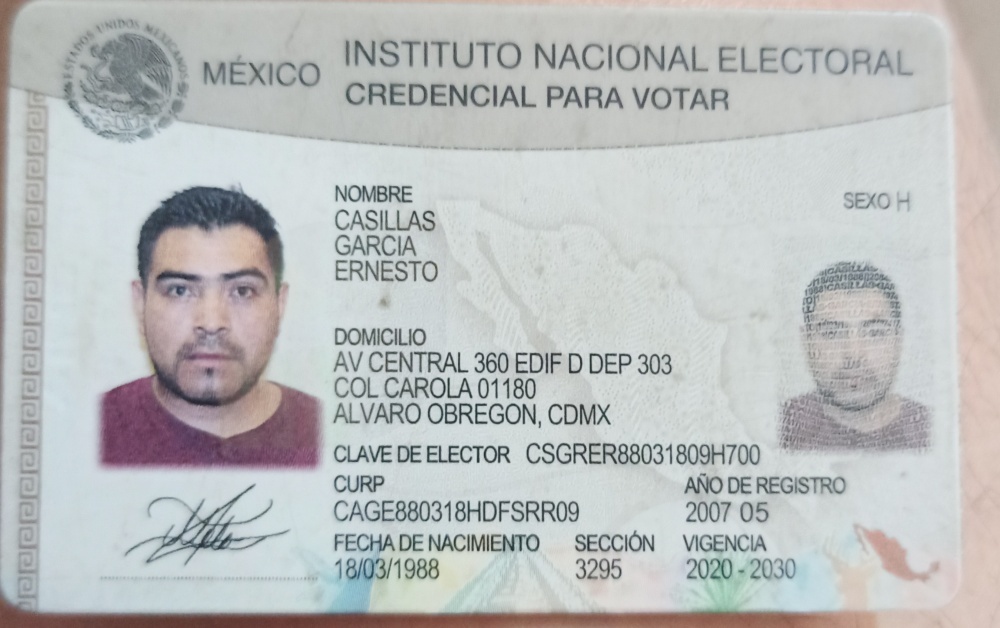 ESTADOS UNIDOS MEXICANOS
MÉXICO
INSTITUTO NACIONAL ELECTORAL
CREDENCIAL PARA VOTAR
NOMBRE
CASILLAS
GARCIA
ERNESTO
SEXO H
DOMICILIO
AV CENTRAL 360 EDIF D DEP 303
COL CAROLA 01180
ALVARO OBREGON, CDMX
CLAVE DE ELECTOR CSGRER88031809H700
CURP
CAGE880318HDFSRR09
AÑO DE REGISTRO
2007 05
FECHA DE NACIMIENTO
18/03/1988
SECCIÓN
3295
VIGENCIA
2020 - 2030